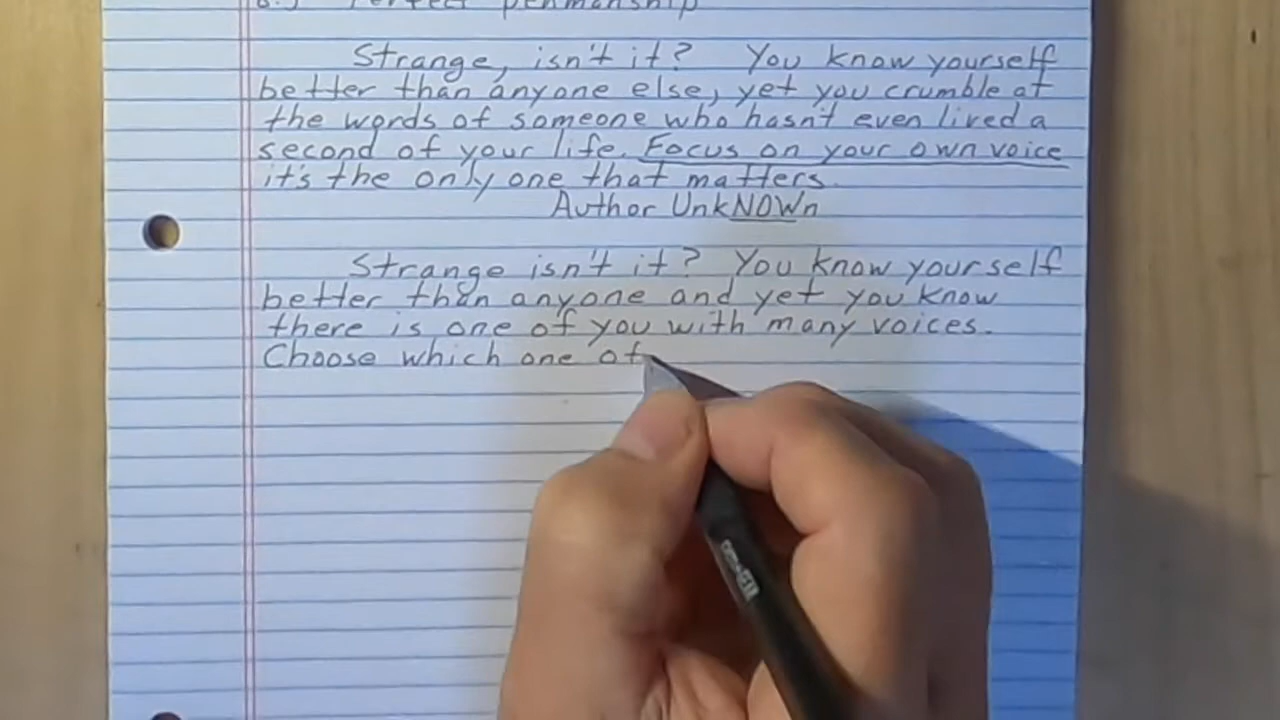 Perfect penmanship
Strange, isn't it? You know yourself
better than anyone else, yet you crumble at
the words of someone who hasn't even lived a
second of your life. Focus on your own voice
it's the only one that matters.
Author UnkNOWn
Strange isn't it? You know yourself
better than anyone and yet you know
there is one of you with many voices.
Choose which one of